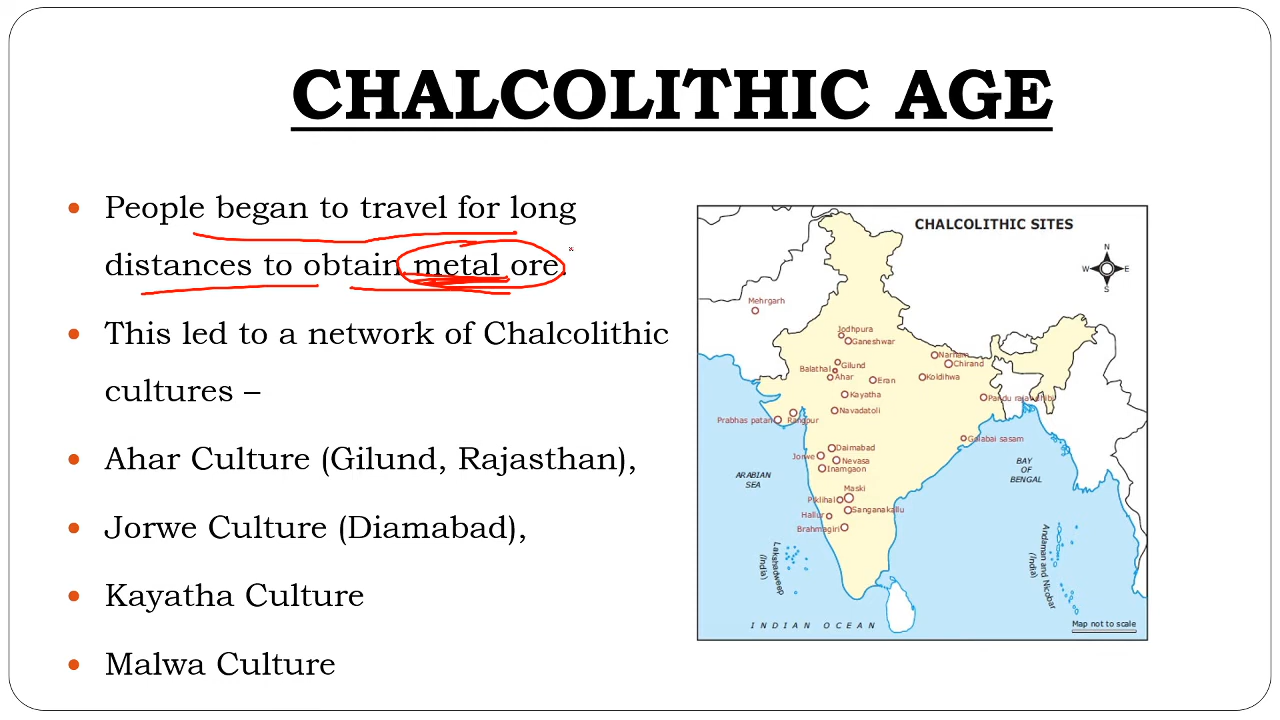 CHALCOLITHIC AGE
• People began to travel for long
distances to obtain metal ore.
• This led to a network of Chalcolithic
cultures –
• Ahar Culture (Gilund, Rajasthan),
• Jorwe Culture (Diamabad),
• Kayatha Culture
• Malwa Culture
CHALCOLITHIC SITES
N
W E
S
Mehrgarh
Jodhpura
Ganeshwar
Narhan
Chirand
Gilund
Balathal
Ahar
Eran
Koldihwa
Kayatha
Pandu rajardhibi
Navadatoli
Prabhas patan
Rangpur
Golabai sasam
Daimabad
Jorwe
Nevasa
Inamgaon
ARABIAN
SEA
BAY
OF
BENGAL
Maski
Piklihal
Sanganakallu
Hallur
Brahmagiri
Lakshadweep
(India)
Andaman and Nicobar
(India)
INDIAN OCEAN
Map not to scale